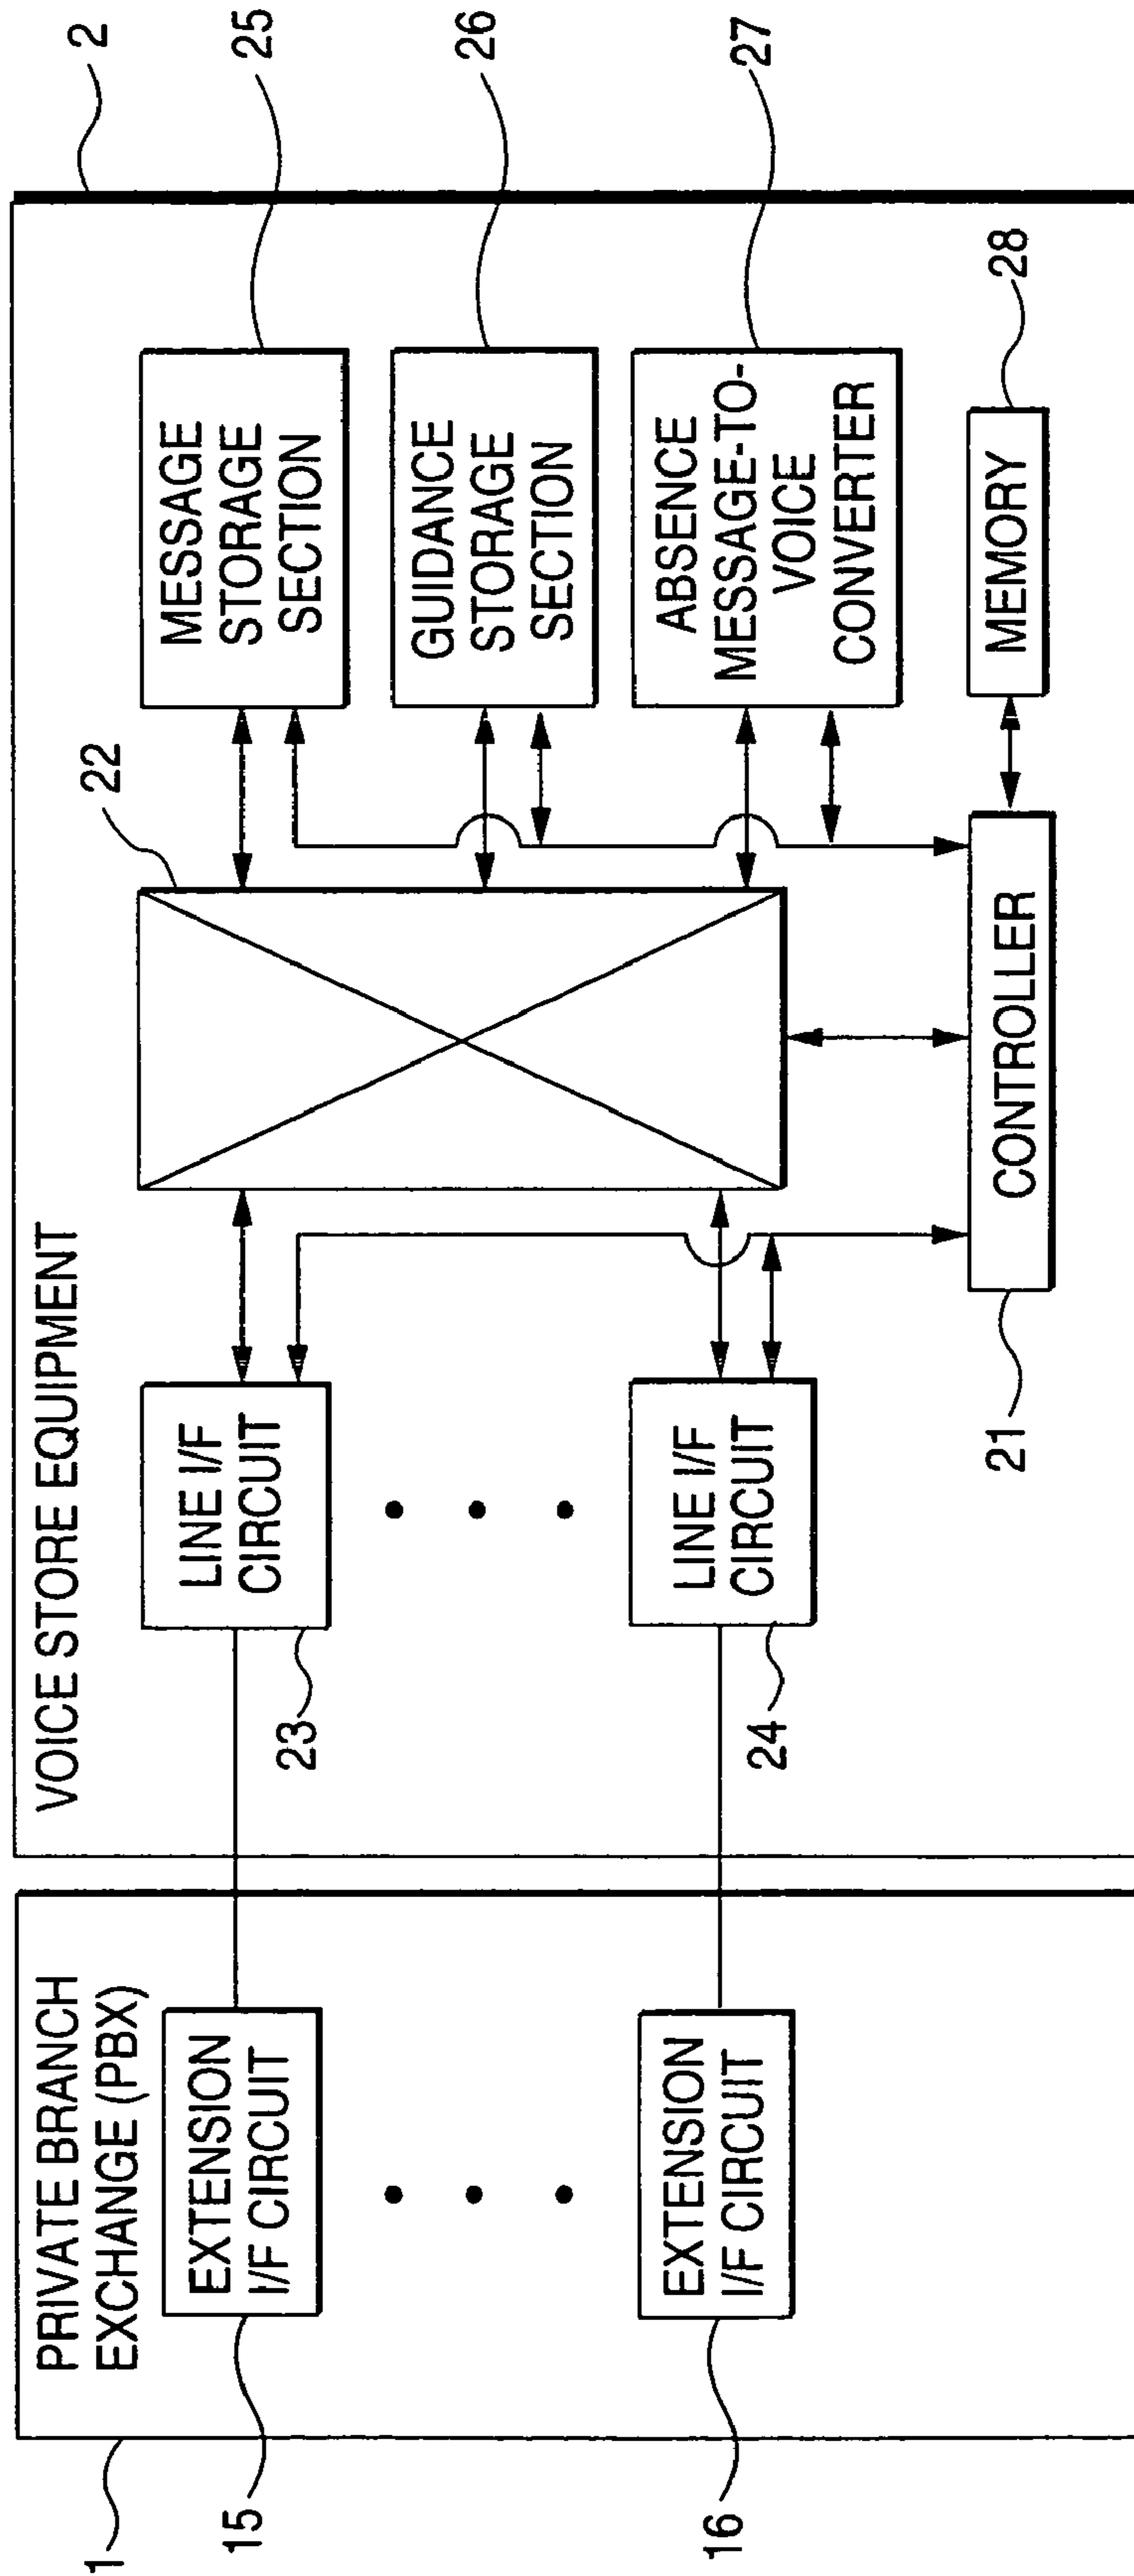 PRIVATE BRANCH
EXCHANGE (PBX)
1
EXTENSION
I/F CIRCUIT
15
EXTENSION
I/F CIRCUIT
16
VOICE STORE EQUIPMENT
2
LINE I/F
CIRCUIT
23
LINE I/F
CIRCUIT
24
22
MESSAGE
STORAGE
SECTION
25
GUIDANCE
STORAGE
SECTION
26
ABSENCE
MESSAGE-TO-
VOICE
CONVERTER
27
CONTROLLER
21
MEMORY
28